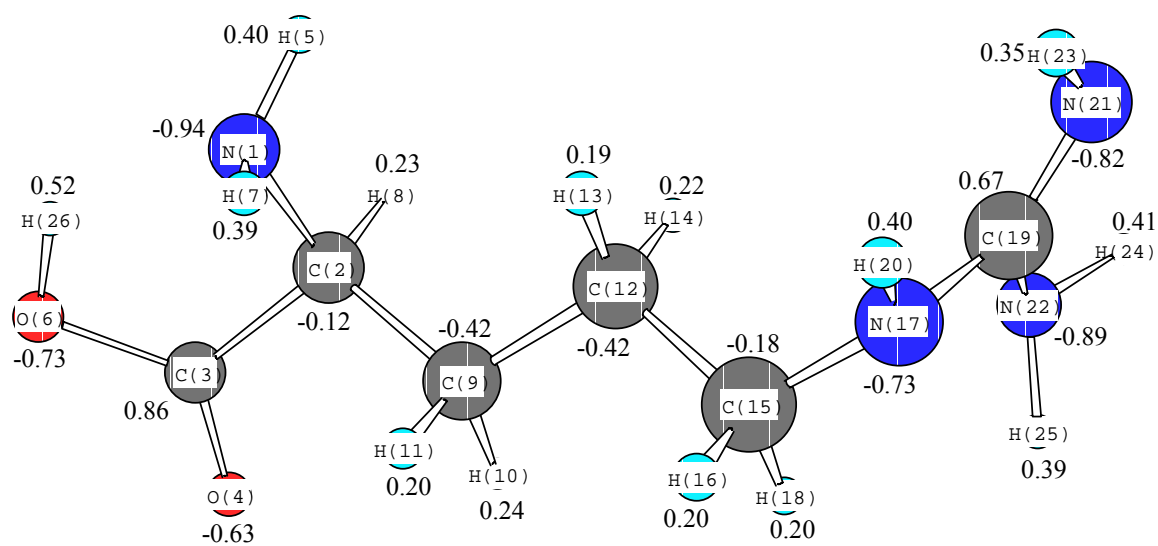 0.40 H(5)
0.35 H(23)
N(21)
-0.94 N(1)
-0.82
0.52
0.23
0.19
0.22
0.67
H(26)
H(7)
H(8)
H(13)
H(14)
0.39
0.40
0.41
C(19)
H(24)
C(2)
H(20)
C(12)
O(6)
N(17)
N(22)
-0.73
-0.12
-0.42
-0.42
-0.18
-0.73
-0.89
C(3)
C(9)
0.86
C(15)
H(11)
H(10)
H(25)
0.20
0.24
H(16)
H(18)
0.39
O(4)
0.20
0.20
-0.63